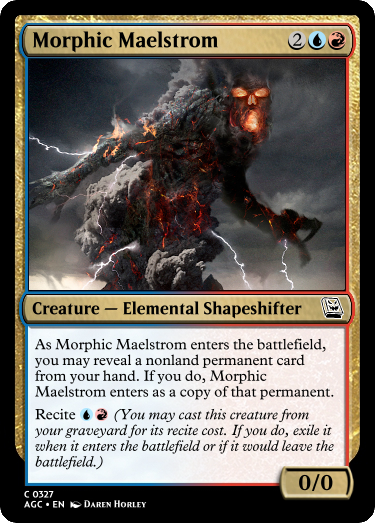 Morphic Maelstrom 2
Creature — Elemental Shapeshifter
As Morphic Maelstrom enters the battlefield,
you may reveal a nonland permanent card
from your hand. If you do, Morphic
Maelstrom enters as a copy of that permanent.
Recite (You may cast this creature from
your graveyard for its recite cost. If you do, exile it
when it enters the battlefield or if it would leave the
battlefield.)
0/0
C 0327
AGC • EN Daren Horley